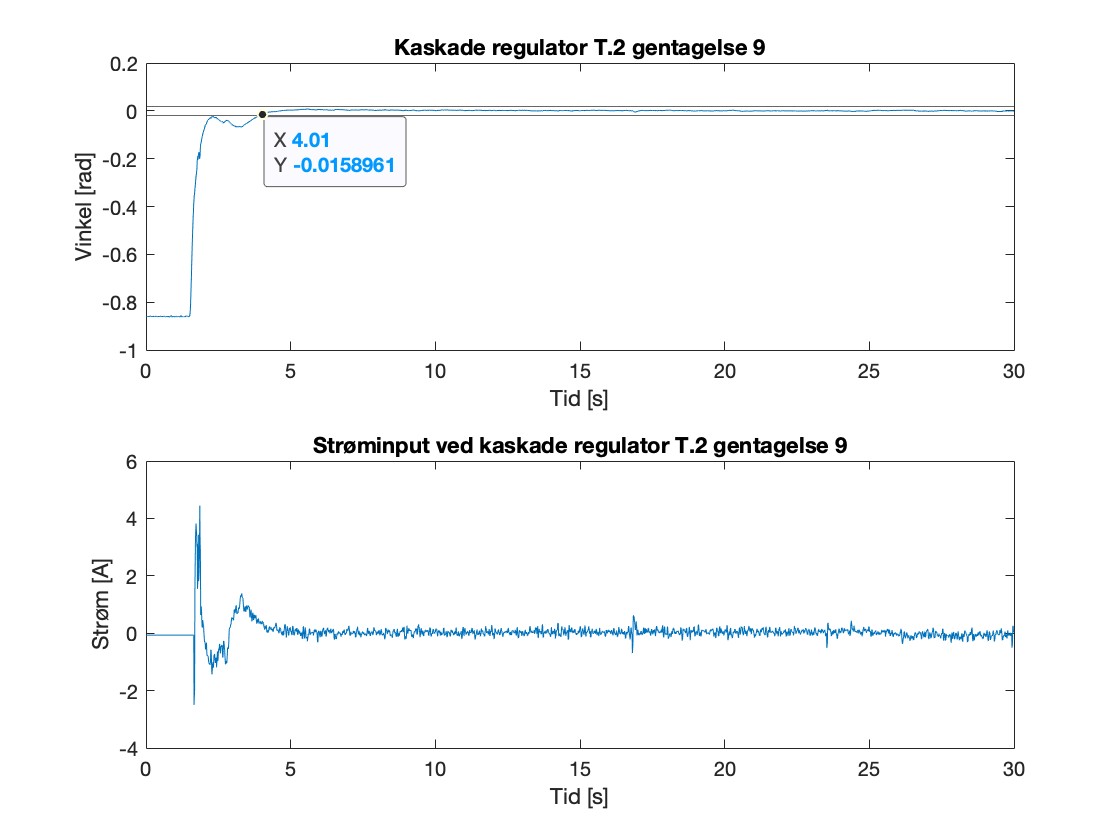 Kaskade regulator T.2 gentagelse 9
0.2
0
-0.2
-0.4
-0.6
-0.8
-1
Vinkel [rad]
X 4.01
Y -0.0158961
0 5 10 15 20 25 30
Tid [s]
Strøminput ved kaskade regulator T.2 gentagelse 9
6
4
2
0
-2
-4
Strøm [A]
0 5 10 15 20 25 30
Tid [s]